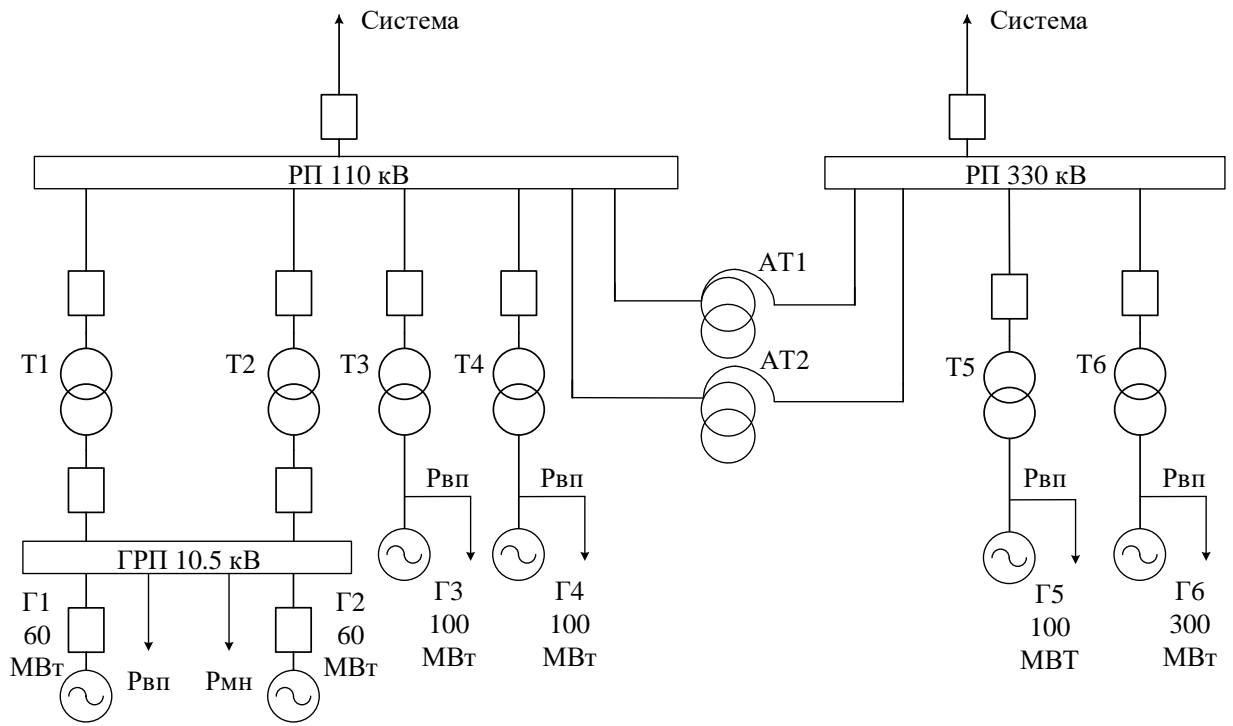 Система
Система
РП 110 кВ
РП 330 кВ
АТ1
Т1
Т2
Т3
Т4
АТ2
Т5
Т6
Рвп
Рвп
Рвп
Рвп
ГРП 10.5 кВ
Г1
60
МВт
Г2
60
МВт
Г3
100
МВт
Г4
100
МВт
Г5
100
МВТ
Г6
300
МВт
Рвп
Рмн